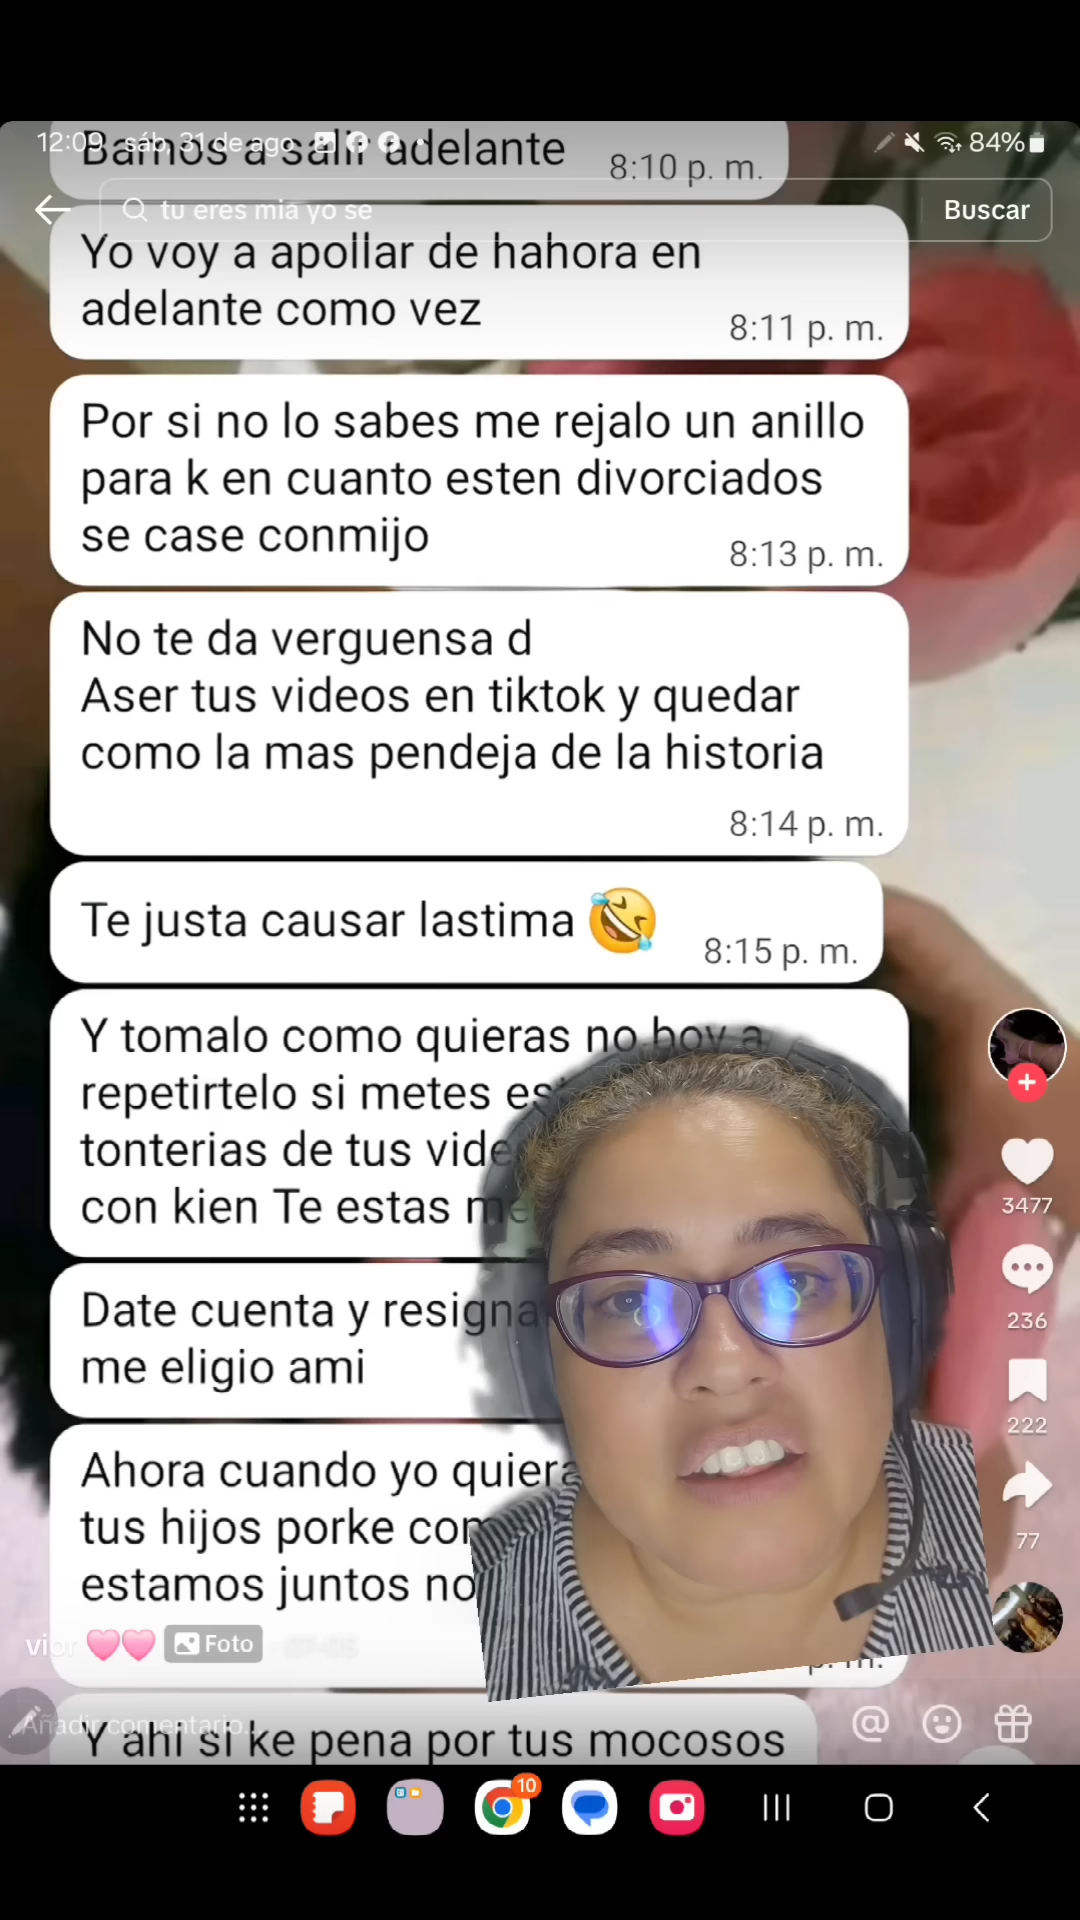 12:09 sáb, 31 de ago
84%
Bamos a salir adelante
8:10 p. m.
tu eres mia yo se
Buscar
Yo voy a apollar de hahora en
adelante como vez
8:11 p. m.
Por si no lo sabes me rejalo un anillo
para k en cuanto esten divorciados
se case conmijo
8:13 p. m.
No te da verguensa d
Aser tus videos en tiktok y quedar
como la mas pendeja de la historia
8:14 p. m.
Te justa causar lastima
8:15 p. m.
Y tomalo como quieras no boy a
repetirtelo si metes
tonterias de tus
con kien Te estas
Date cuenta y
me eligio ami
Ahora cuando yo
tus hijos porke
estamos juntos no
3477
236
222
77
Foto
p. m.
Añadir comentario...
Y ahi si ke pena por tus mocosos
10